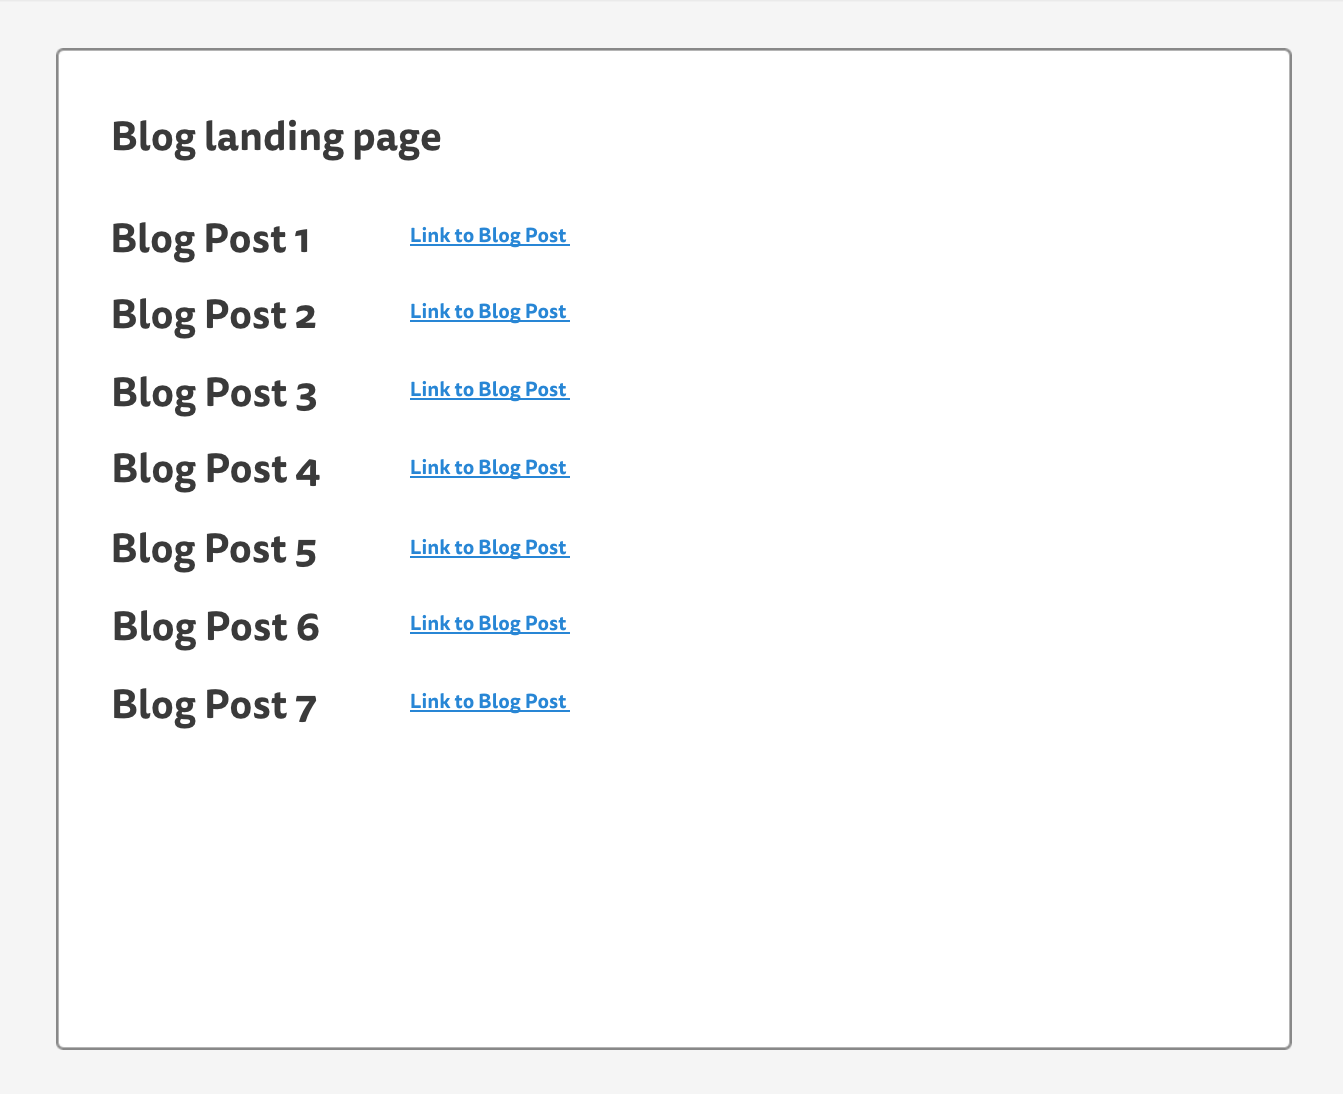 Blog landing page
Blog Post 1 Link to Blog Post
Blog Post 2 Link to Blog Post
Blog Post 3 Link to Blog Post
Blog Post 4 Link to Blog Post
Blog Post 5 Link to Blog Post
Blog Post 6 Link to Blog Post
Blog Post 7 Link to Blog Post